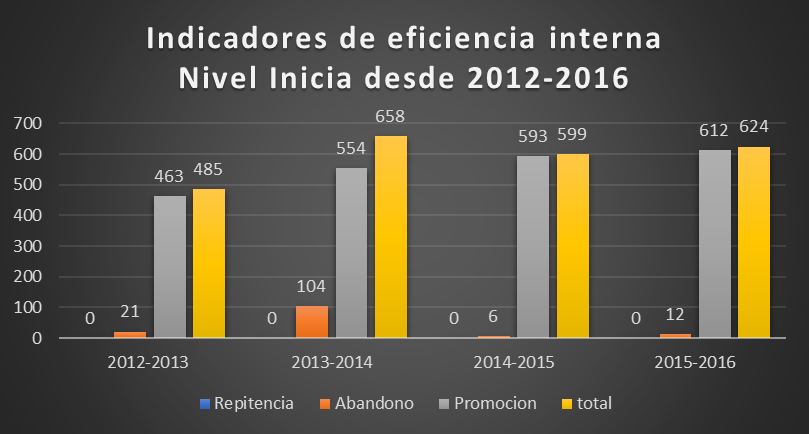 Indicadores de eficiencia interna
Nivel Inicia desde 2012-2016
700
600
500
400
300
200
100
0
0 21 463 485
0 104 554 658
0 6 593 599
0 12 612 624
2012-2013 2013-2014 2014-2015 2015-2016
Repitencia Abandono Promocion total